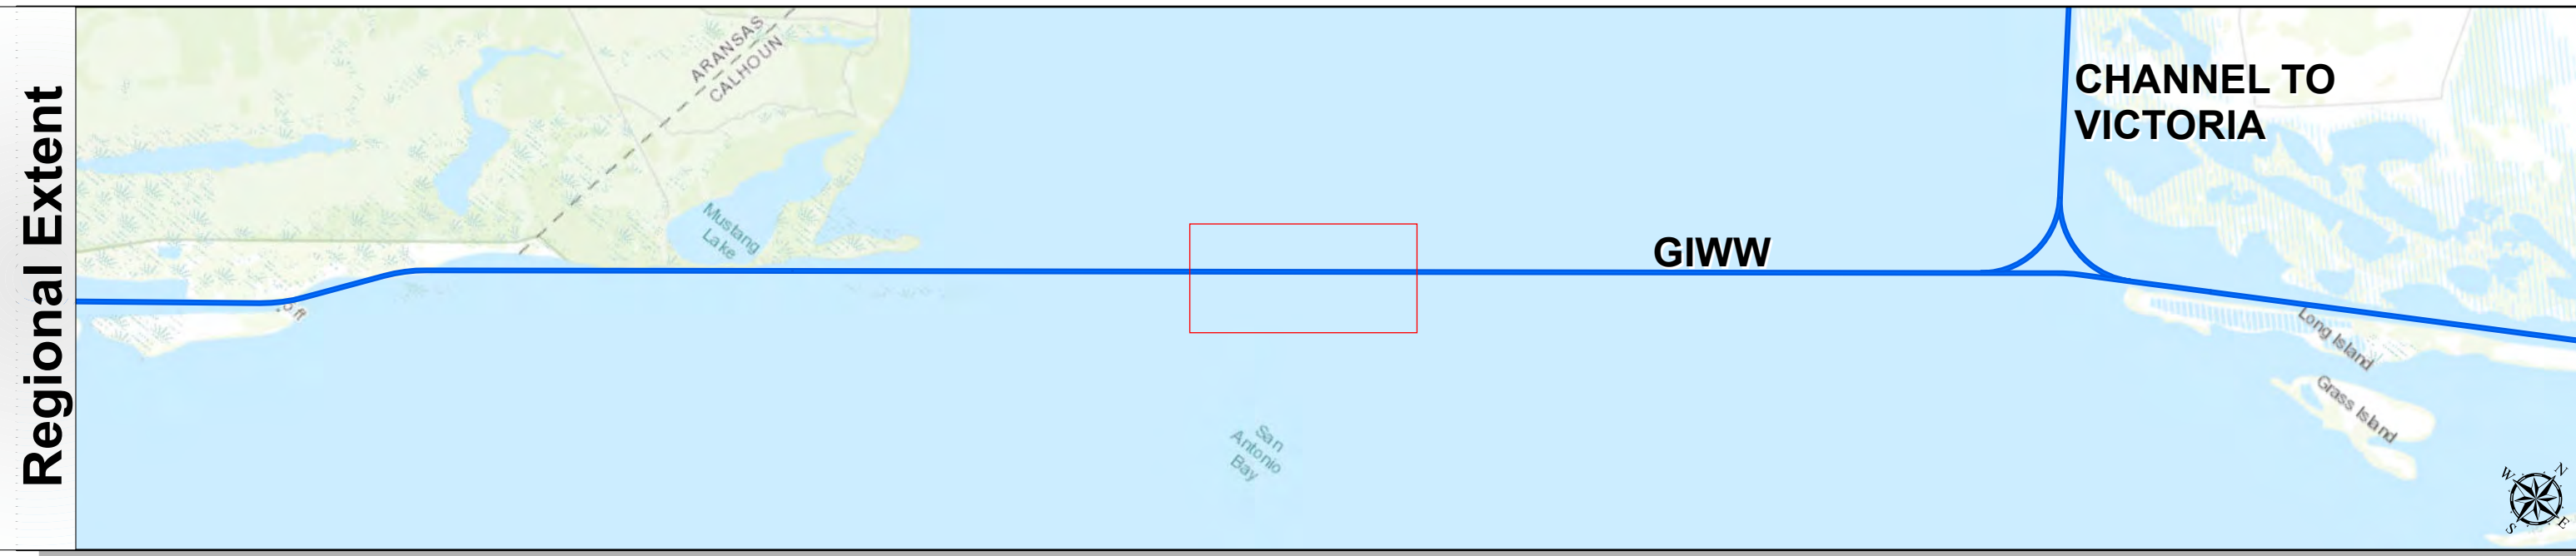 Regional Extent
ARANSAS
CALHOUN
CHANNEL TO
VICTORIA
Mustang
Lake
GIWW
Long Island
Grass Island
San
Antonio
Bay
N
W
E
S